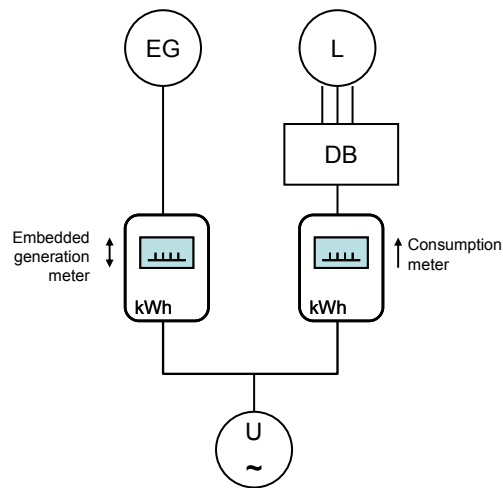 EG
L
DB
Embedded
generation
meter
kWh
kWh
Consumption
meter
U
~